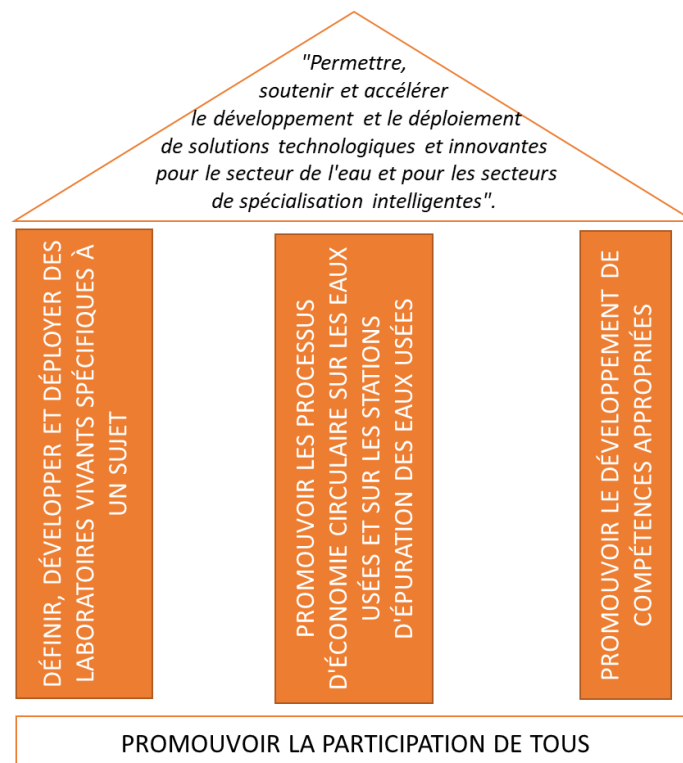 "Permettre,
soutenir et accélérer
le développement et le déploiement
de solutions technologiques et innovantes
pour le secteur de l'eau et pour les secteurs
de spécialisation intelligentes".
DÉFINIR, DÉVELOPPER ET DÉPLOYER DES
LABORATOIRES VIVANTS SPÉCIFIQUES À
UN SUJET
PROMOUVOIR LES PROCESSUS
D'ÉCONOMIE CIRCULAIRE SUR LES EAUX
USÉES ET SUR LES STATIONS
D'ÉPURATION DES EAUX USÉES
PROMOUVOIR LE DÉVELOPPEMENT DE
COMPÉTENCES APPROPRIÉES
PROMOUVOIR LA PARTICIPATION DE TOUS